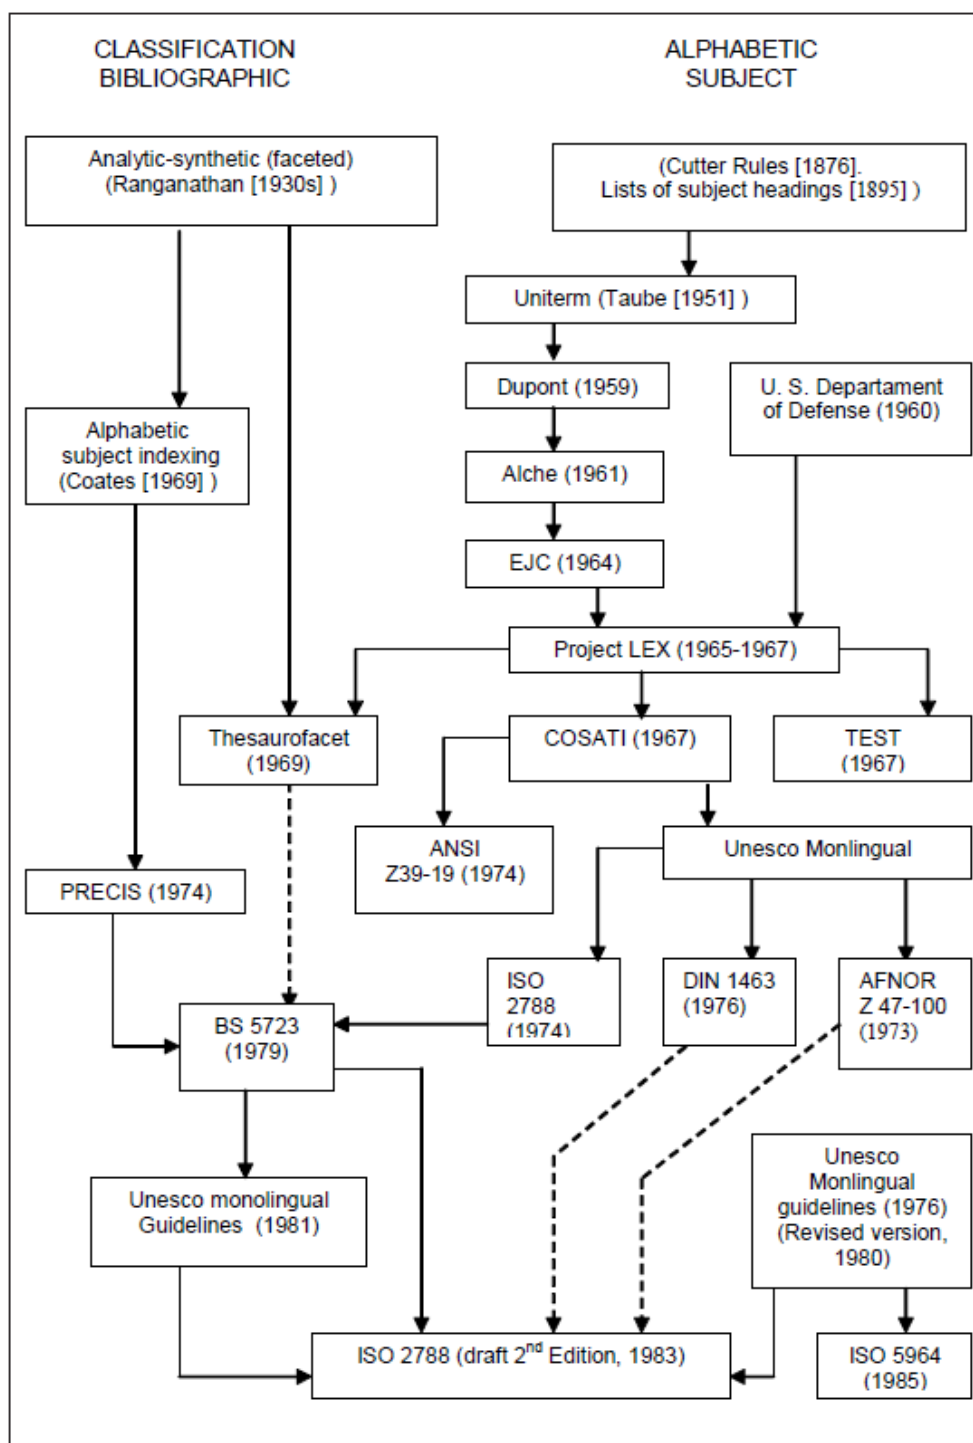 CLASSIFICATION
BIBLIOGRAPHIC
ALPHABETIC
SUBJECT
Analytic-synthetic (faceted)
(Ranganathan [1930s] )
(Cutter Rules [1876].
Lists of subject headings [1895] )
Uniterm (Taube [1951] )
Dupont (1959)
U. S. Departament
of Defense (1960)
Alphabetic
subject indexing
(Coates [1969] )
Alche (1961)
EJC (1964)
Project LEX (1965-1967)
Thesaurofacet
(1969)
COSATI (1967)
TEST
(1967)
ANSI
Z39-19 (1974)
Unesco Monlingual
PRECIS (1974)
ISO
2788
(1974)
DIN 1463
(1976)
AFNOR
Z 47-100
(1973)
BS 5723
(1979)
Unesco monolingual
Guidelines (1981)
Unesco
Monlingual
guidelines (1976)
(Revised version,
1980)
ISO 2788 (draft 2nd Edition, 1983)
ISO 5964
(1985)